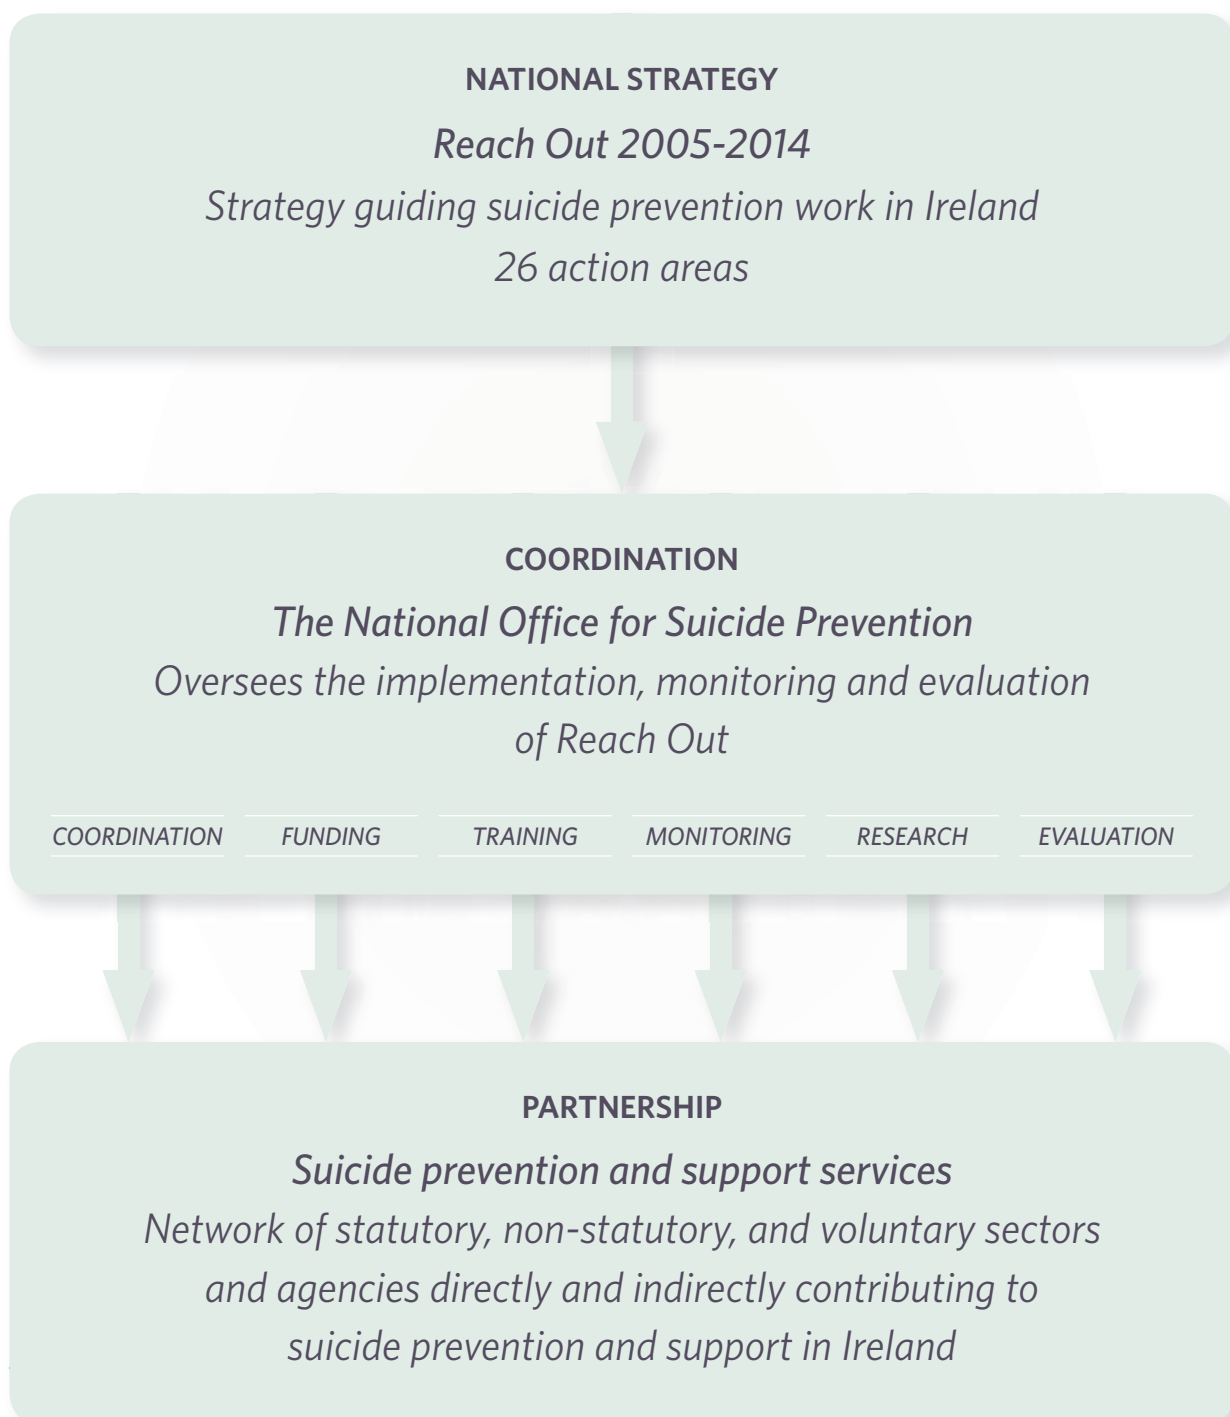 NATIONAL STRATEGY
Reach Out 2005-2014
Strategy guiding suicide prevention work in Ireland
26 action areas
COORDINATION
The National Office for Suicide Prevention
Oversees the implementation, monitoring and evaluation
of Reach Out
COORDINATION FUNDING TRAINING MONITORING RESEARCH EVALUATION
PARTNERSHIP
Suicide prevention and support services
Network of statutory, non-statutory, and voluntary sectors
and agencies directly and indirectly contributing to
suicide prevention and support in Ireland